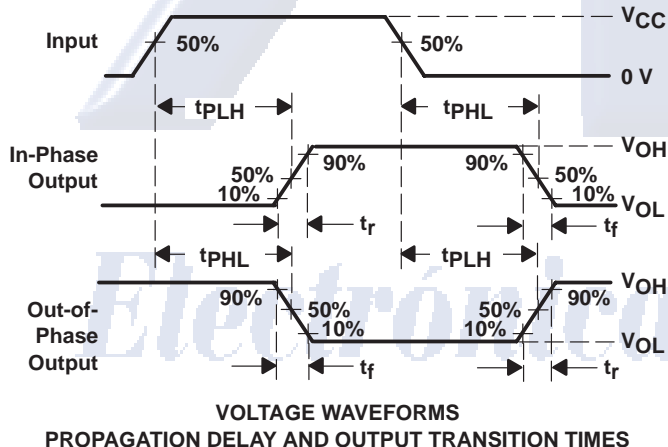 VCC
Input
50%
50%
0 V
tPLH
tPHL
In-Phase
Output
VOH
50%
10%
90%
90%
50%
10%
VOL
tr
tf
tPHL
tPLH
Out-of-
Phase
Output
90%
50%
10%
50%
10%
90%
VOH
VOL
tf
tr
Electrónica
VOLTAGE WAVEFORMS
PROPAGATION DELAY AND OUTPUT TRANSITION TIMES